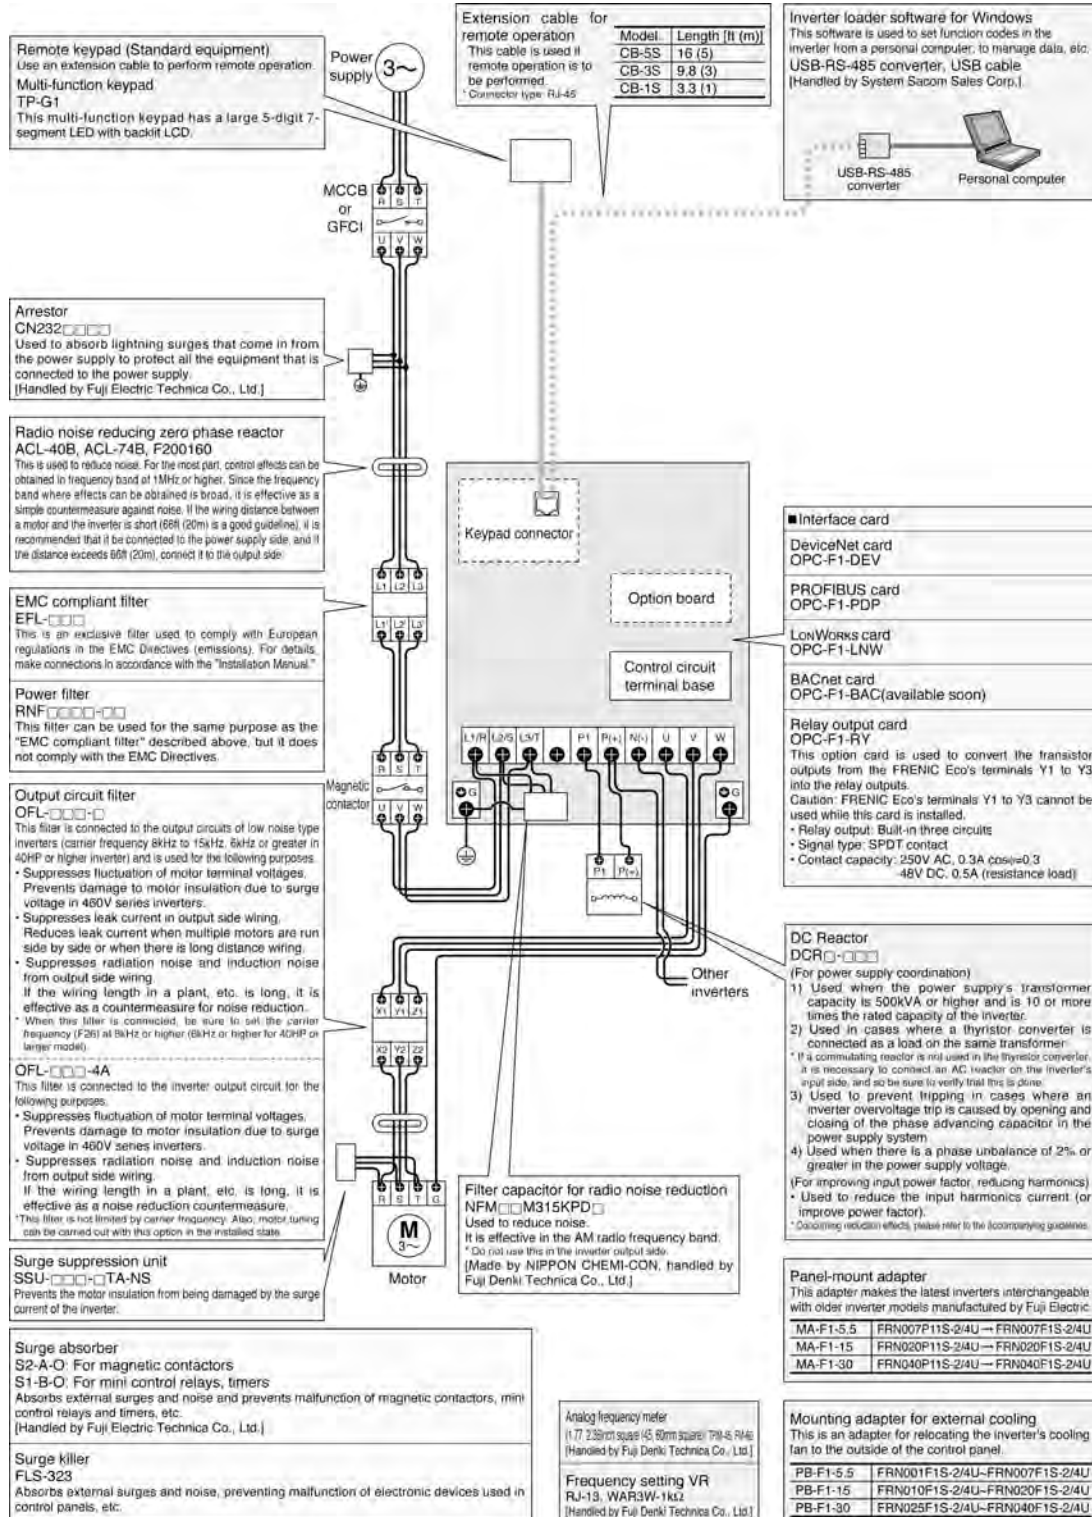 Remote keypad (Standard equipment)
Use an extension cable to perform remote operation.
Multi-function keypad
TP-G1
This multi-function keypad has a large 5-digit 7-
segment LED with backlit LCD.
Power
supply
3~
Extension cable for
remote operation
This cable is used if
remote operation is to
be performed.
* Connector type: RJ-45
Model Length [ft (m)]
CB-5S 16 (5)
CB-3S 9.8 (3)
CB-1S 3.3 (1)
Inverter loader software for Windows
This software is used to set function codes in the
inverter from a personal computer, to manage data, etc.
USB-RS-485 converter, USB cable
[Handled by System Sacom Sales Corp.]
USB-RS-485
converter
Personal computer
MCCB
or
GFCI
R S T
U V W
Arrestor
CN232□□□□
Used to absorb lightning surges that come in from
the power supply to protect all the equipment that is
connected to the power supply.
[Handled by Fuji Electric Technica Co., Ltd.]
Radio noise reducing zero phase reactor
ACL-40B, ACL-74B, F200160
This is used to reduce noise. For the most part, control effects can be
obtained in frequency band of 1MHz or higher. Since the frequency
band where effects can be obtained is broad, it is effective as a
simple countermeasure against noise. If the wiring distance between
a motor and the inverter is short (66ft (20m) is a good guideline), it is
recommended that it be connected to the power supply side, and if
the distance exceeds 66ft (20m), connect it to the output side.
L1 L2 L3
L1' L2' L3'
EMC compliant filter
EFL-□□□
This is an exclusive filter used to comply with European
regulations in the EMC Directives (emissions). For details,
make connections in accordance with the "Installation Manual."
Power filter
RNF□□□□-□□
This filter can be used for the same purpose as the
"EMC compliant filter" described above, but it does
not comply with the EMC Directives.
Keypad connector
Option board
Control circuit
terminal base
L1/R L2/S L3/T P1 P(+) N(-) U V W
G
G
Magnetic
contactor
R S T
U V W
P1 P(+)
Other
inverters
■Interface card
DeviceNet card
OPC-F1-DEV
PROFIBUS card
OPC-F1-PDP
LONWORKS card
OPC-F1-LNW
BACnet card
OPC-F1-BAC(available soon)
Relay output card
OPC-F1-RY
This option card is used to convert the transistor
outputs from the FRENIC Eco's terminals Y1 to Y3
into the relay outputs.
Caution: FRENIC Eco's terminals Y1 to Y3 cannot be
used while this card is installed.
• Relay output: Built-in three circuits
• Signal type: SPDT contact
• Contact capacity: 250V AC, 0.3A cosφ=0.3
48V DC, 0.5A (resistance load)
Output circuit filter
OFL-□□□-□
This filter is connected to the output circuits of low noise type
inverters (carrier frequency 8kHz to 15kHz, 6kHz or greater in
40HP or higher inverter) and is used for the following purposes.
• Suppresses fluctuation of motor terminal voltages.
Prevents damage to motor insulation due to surge
voltage in 460V series inverters.
• Suppresses leak current in output side wiring.
Reduces leak current when multiple motors are run
side by side or when there is long distance wiring.
• Suppresses radiation noise and induction noise
from output side wiring.
If the wiring length in a plant, etc. is long, it is
effective as a countermeasure for noise reduction.
* When this filter is connected, be sure to set the carrier
frequency (F26) at 8kHz or higher (6kHz or higher for 40HP or
larger model).
OFL-□□□-4A
This filter is connected to the inverter output circuit for the
following purposes.
• Suppresses fluctuation of motor terminal voltages.
Prevents damage to motor insulation due to surge
voltage in 460V series inverters.
• Suppresses radiation noise and induction noise
from output side wiring.
If the wiring length in a plant, etc. is long, it is
effective as a noise reduction countermeasure.
*This filter is not limited by carrier frequency. Also, motor tuning
can be carried out with this option in the installed state.
X1 Y1 Z1
X2 Y2 Z2
R S T G
M
3~
Motor
DC Reactor
DCR□-□□□
(For power supply coordination)
1) Used when the power supply's transformer
capacity is 500kVA or higher and is 10 or more
times the rated capacity of the inverter.
2) Used in cases where a thyristor converter is
connected as a load on the same transformer.
* If a commutating reactor is not used in the thyristor converter,
it is necessary to connect an AC reactor on the inverter's
input side, and so be sure to verify that this is done.
3) Used to prevent tripping in cases where an
inverter overvoltage trip is caused by opening and
closing of the phase advancing capacitor in the
power supply system.
4) Used when there is a phase unbalance of 2% or
greater in the power supply voltage.
(For improving input power factor, reducing harmonics)
• Used to reduce the input harmonics current (or
improve power factor).
* Concerning reduction effects, please refer to the accompanying guidelines.
Filter capacitor for radio noise reduction
NFM□□M315KPD□
Used to reduce noise.
It is effective in the AM radio frequency band.
* Do not use this in the inverter output side.
[Made by NIPPON CHEMI-CON, handled by
Fuji Denki Technica Co., Ltd.]
Surge suppression unit
SSU-□□□-□TA-NS
Prevents the motor insulation from being damaged by the surge
current of the inverter.
Panel-mount adapter
This adapter makes the latest inverters interchangeable
with older inverter models manufactured by Fuji Electric.
MA-F1-5.5 FRN007P11S-2/4U → FRN007F1S-2/4U
MA-F1-15 FRN020P11S-2/4U → FRN020F1S-2/4U
MA-F1-30 FRN040P11S-2/4U → FRN040F1S-2/4U
Surge absorber
S2-A-O: For magnetic contactors
S1-B-O: For mini control relays, timers
Absorbs external surges and noise and prevents malfunction of magnetic contactors, mini
control relays and timers, etc.
[Handled by Fuji Electric Technica Co., Ltd.]
Surge killer
FLS-323
Absorbs external surges and noise, preventing malfunction of electronic devices used in
control panels, etc.
Analog frequency meter
[Handled by Fuji Denki Technica Co., Ltd.]
Frequency setting VR
RJ-13, WAR3W-1kΩ
[Handled by Fuji Denki Technica Co., Ltd.]
Mounting adapter for external cooling
This is an adapter for relocating the inverter's cooling
fan to the outside of the control panel.
PB-F1-5.5 FRN001F1S-2/4U~FRN007F1S-2/4U
PB-F1-15 FRN010F1S-2/4U~FRN020F1S-2/4U
PB-F1-30 FRN025F1S-2/4U~FRN040F1S-2/4U